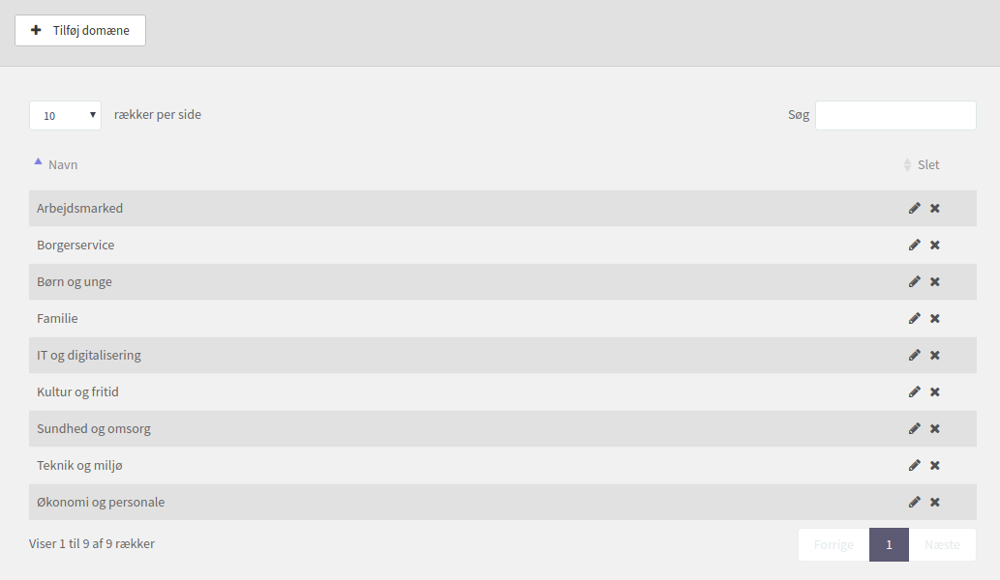 Tilføj domæne
10 rækker per side Søg
Navn Slet
Arbejdsmarked
Borgerservice
Børn og unge
Familie
IT og digitalisering
Kultur og fritid
Sundhed og omsorg
Teknik og miljø
Økonomi og personale
Viser 1 til 9 af 9 rækker Forrige 1 Næste